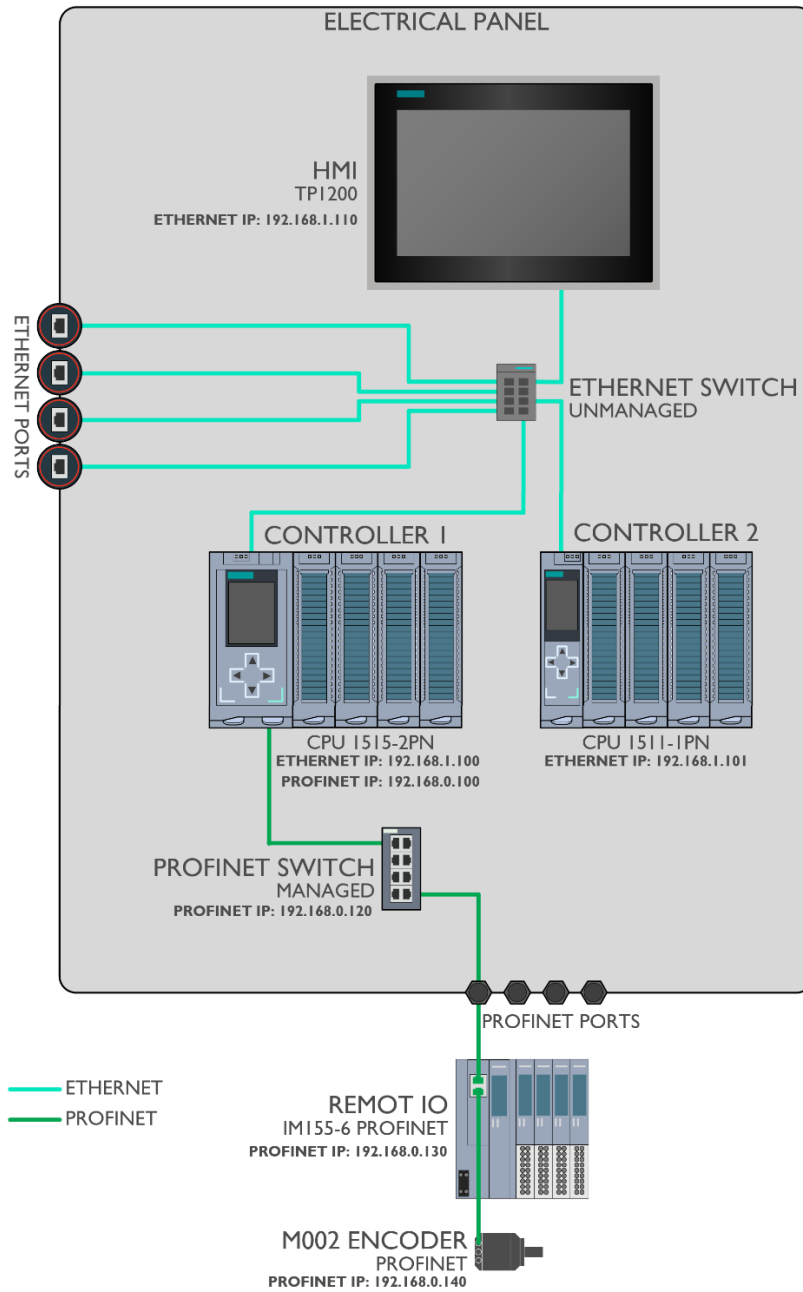 ELECTRICAL PANEL
HMI
TP1200
ETHERNET IP: 192.168.1.110
ETHERNET PORTS
ETHERNET SWITCH
UNMANAGED
CONTROLLER 1
CONTROLLER 2
CPU 1515-2PN
ETHERNET IP: 192.168.1.100
PROFINET IP: 192.168.0.100
CPU 1511-1PN
ETHERNET IP: 192.168.1.101
PROFINET SWITCH
MANAGED
PROFINET IP: 192.168.0.120
PROFINET PORTS
ETHERNET
PROFINET
REMOT IO
IM155-6 PROFINET
PROFINET IP: 192.168.0.130
M002 ENCODER
PROFINET
PROFINET IP: 192.168.0.140